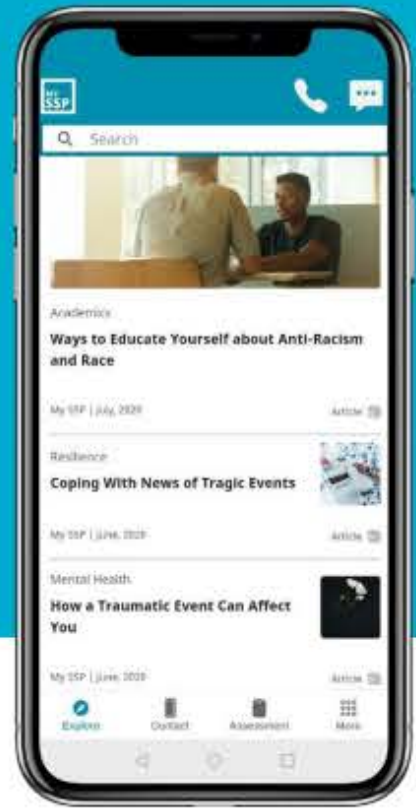 My
SSP
Search
Academics
Ways to Educate Yourself about Anti-Racism
and Race
My SSP | July, 2020
Article
Resilience
Coping With News of Tragic Events
My SSP | June, 2020
Article
Mental Health
How a Traumatic Event Can Affect
You
My SSP | June, 2020
Article
Explore
Contact
Assessment
More